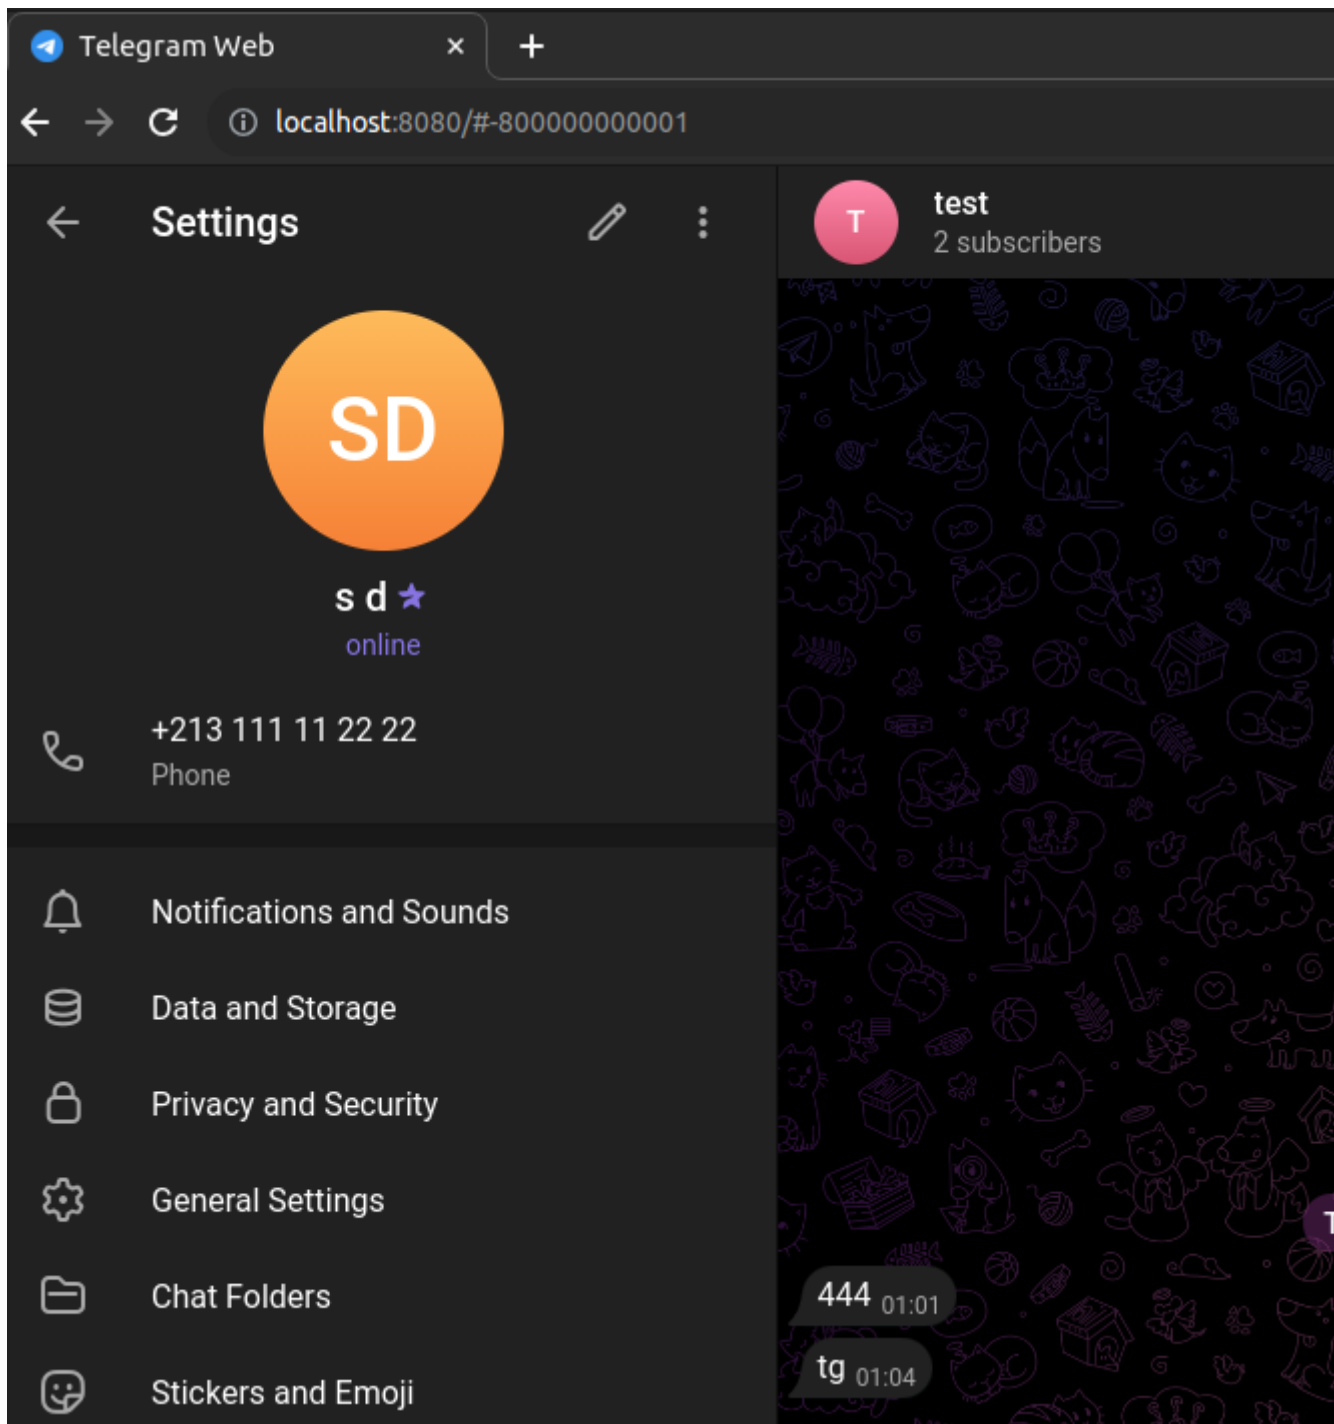 Telegram Web
localhost:8080/#-800000000001
Settings
SD
s d
online
+213 111 11 22 22
Phone
Notifications and Sounds
Data and Storage
Privacy and Security
General Settings
Chat Folders
Stickers and Emoji
T
test
2 subscribers
T
444 01:01
tg 01:04